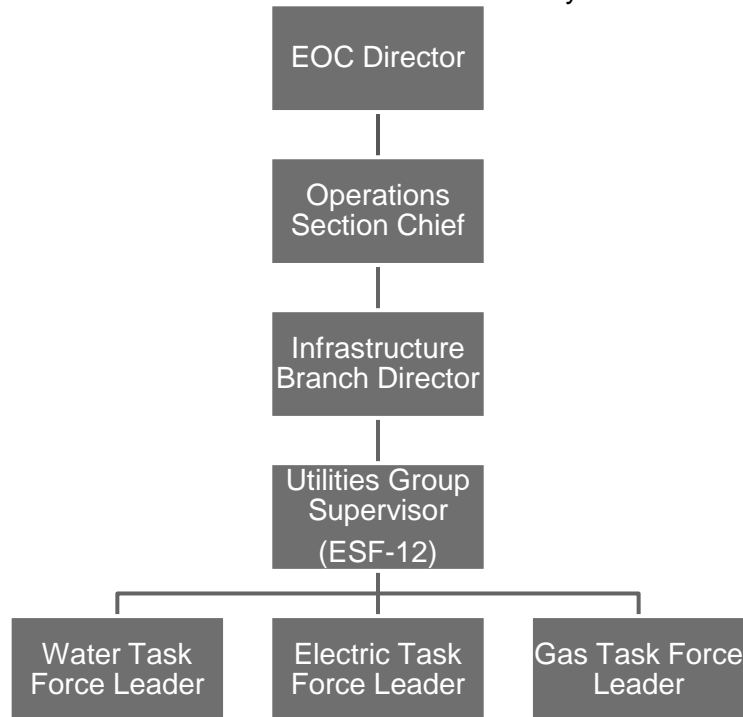 EOC Director
Operations
Section Chief
Infrastructure
Branch Director
Utilities Group
Supervisor
(ESF-12)
Water Task
Force Leader
Electric Task
Force Leader
Gas Task Force
Leader